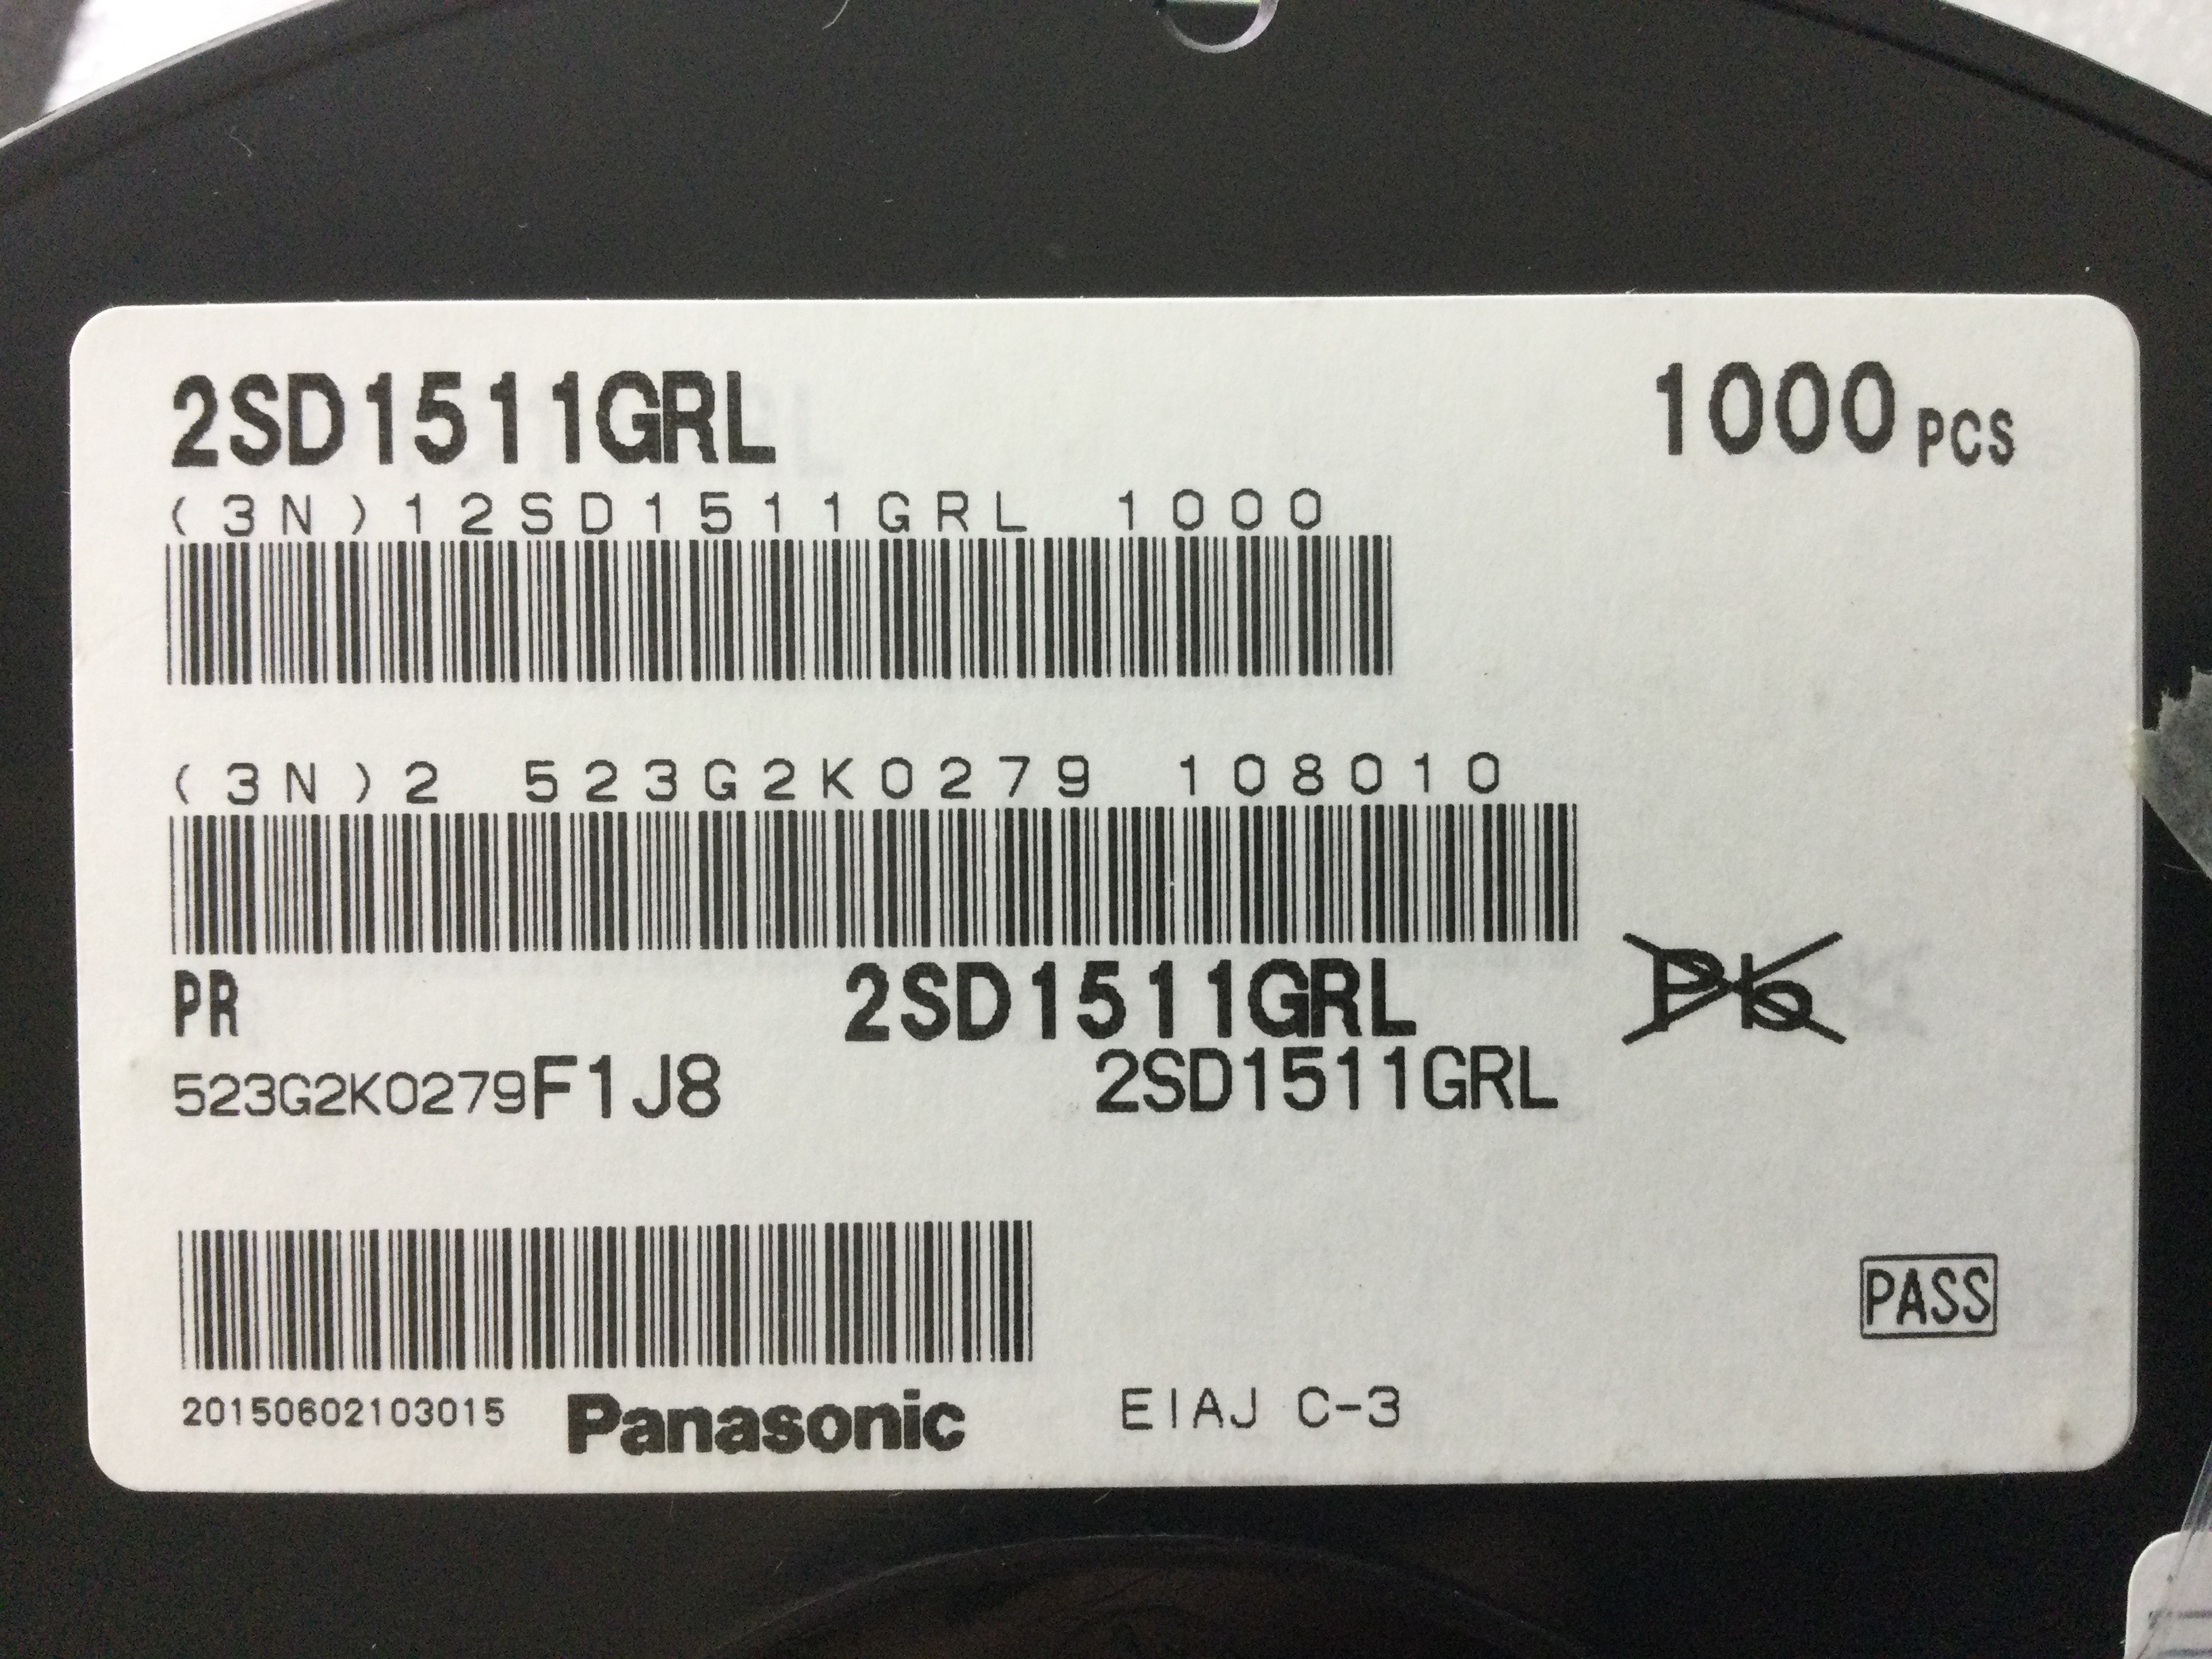 2SD1511GRL 1000 PCS
(3N)12SD1511GRL 1000
(3N)2 523G2K0279 108010
PR 2SD1511GRL Pb
523G2K0279F1J8 2SD1511GRL
PASS
20150602103015 Panasonic EIAJ C-3